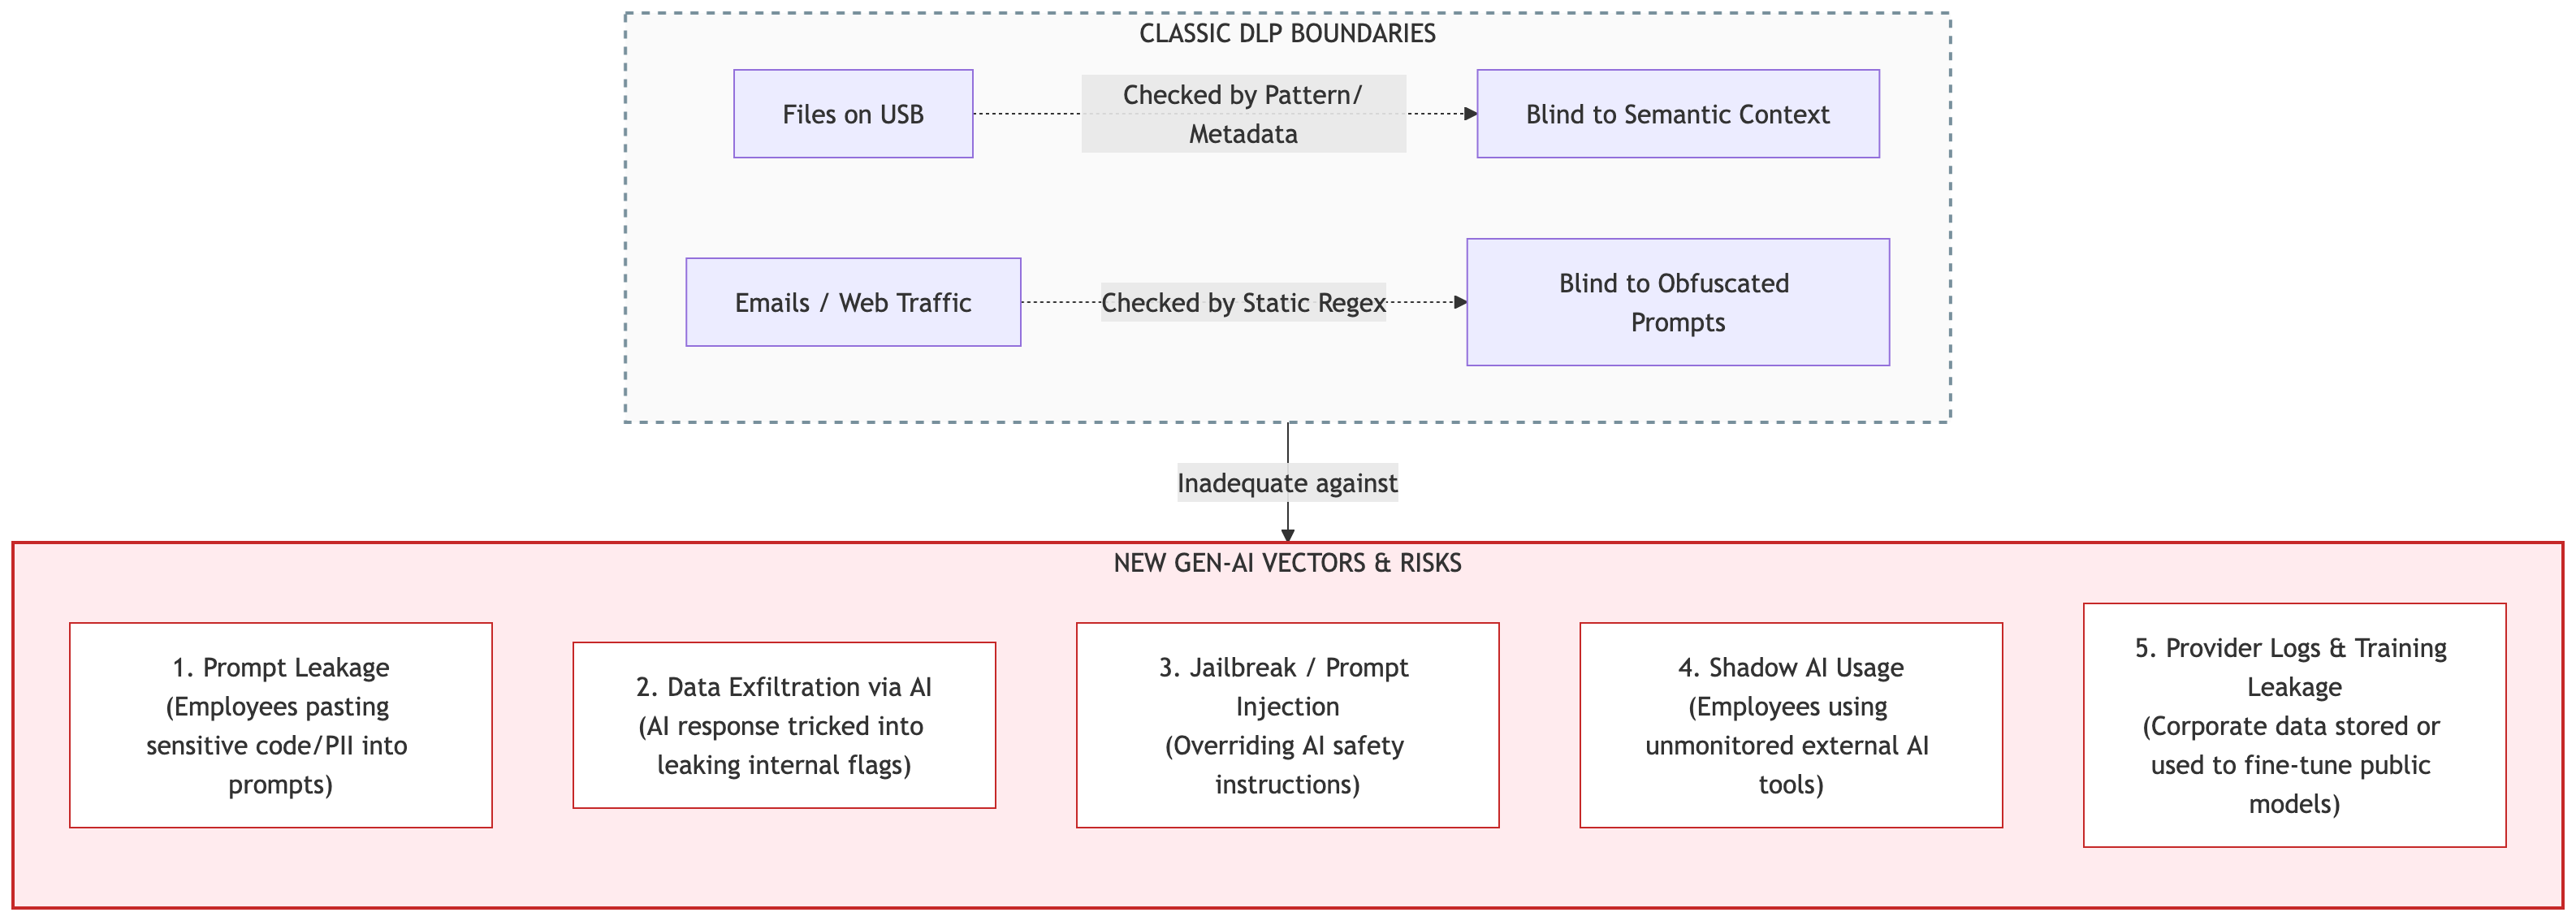 CLASSIC DLP BOUNDARIES
Files on USB
Checked by Pattern/
Metadata
Blind to Semantic Context
Emails / Web Traffic
Checked by Static Regex
Blind to Obfuscated
Prompts
Inadequate against
NEW GEN-AI VECTORS & RISKS
1. Prompt Leakage
(Employees pasting
sensitive code/PII into
prompts)
2. Data Exfiltration via AI
(AI response tricked into
leaking internal flags)
3. Jailbreak / Prompt
Injection
(Overriding AI safety
instructions)
4. Shadow AI Usage
(Employees using
unmonitored external AI
tools)
5. Provider Logs & Training
Leakage
(Corporate data stored or
used to fine-tune public
models)